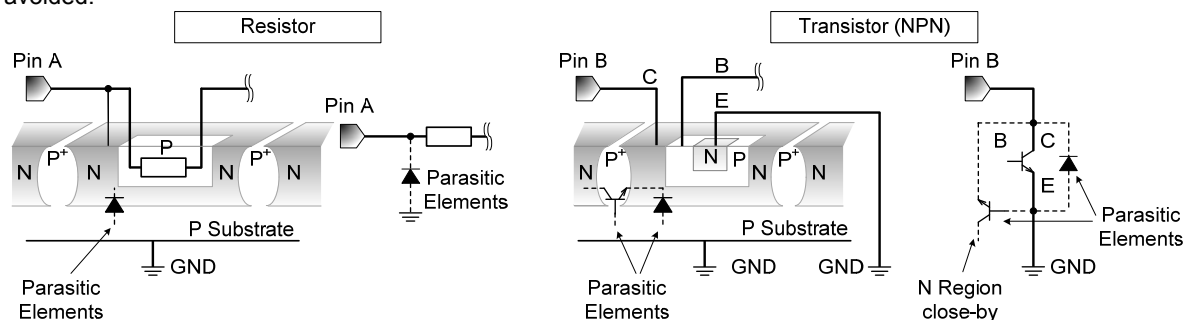 avoided.
Resistor
Transistor (NPN)
Pin A
Pin B
Pin B
C
B
E
Pin A
P
N
P+
N
N
P+
N
Parasitic
Elements
N
P+
N
N
P
N
P+
N
B
C
E
Parasitic
Elements
P Substrate
P Substrate
GND
GND
GND
GND
Parasitic
Elements
Parasitic
Elements
N Region
close-by